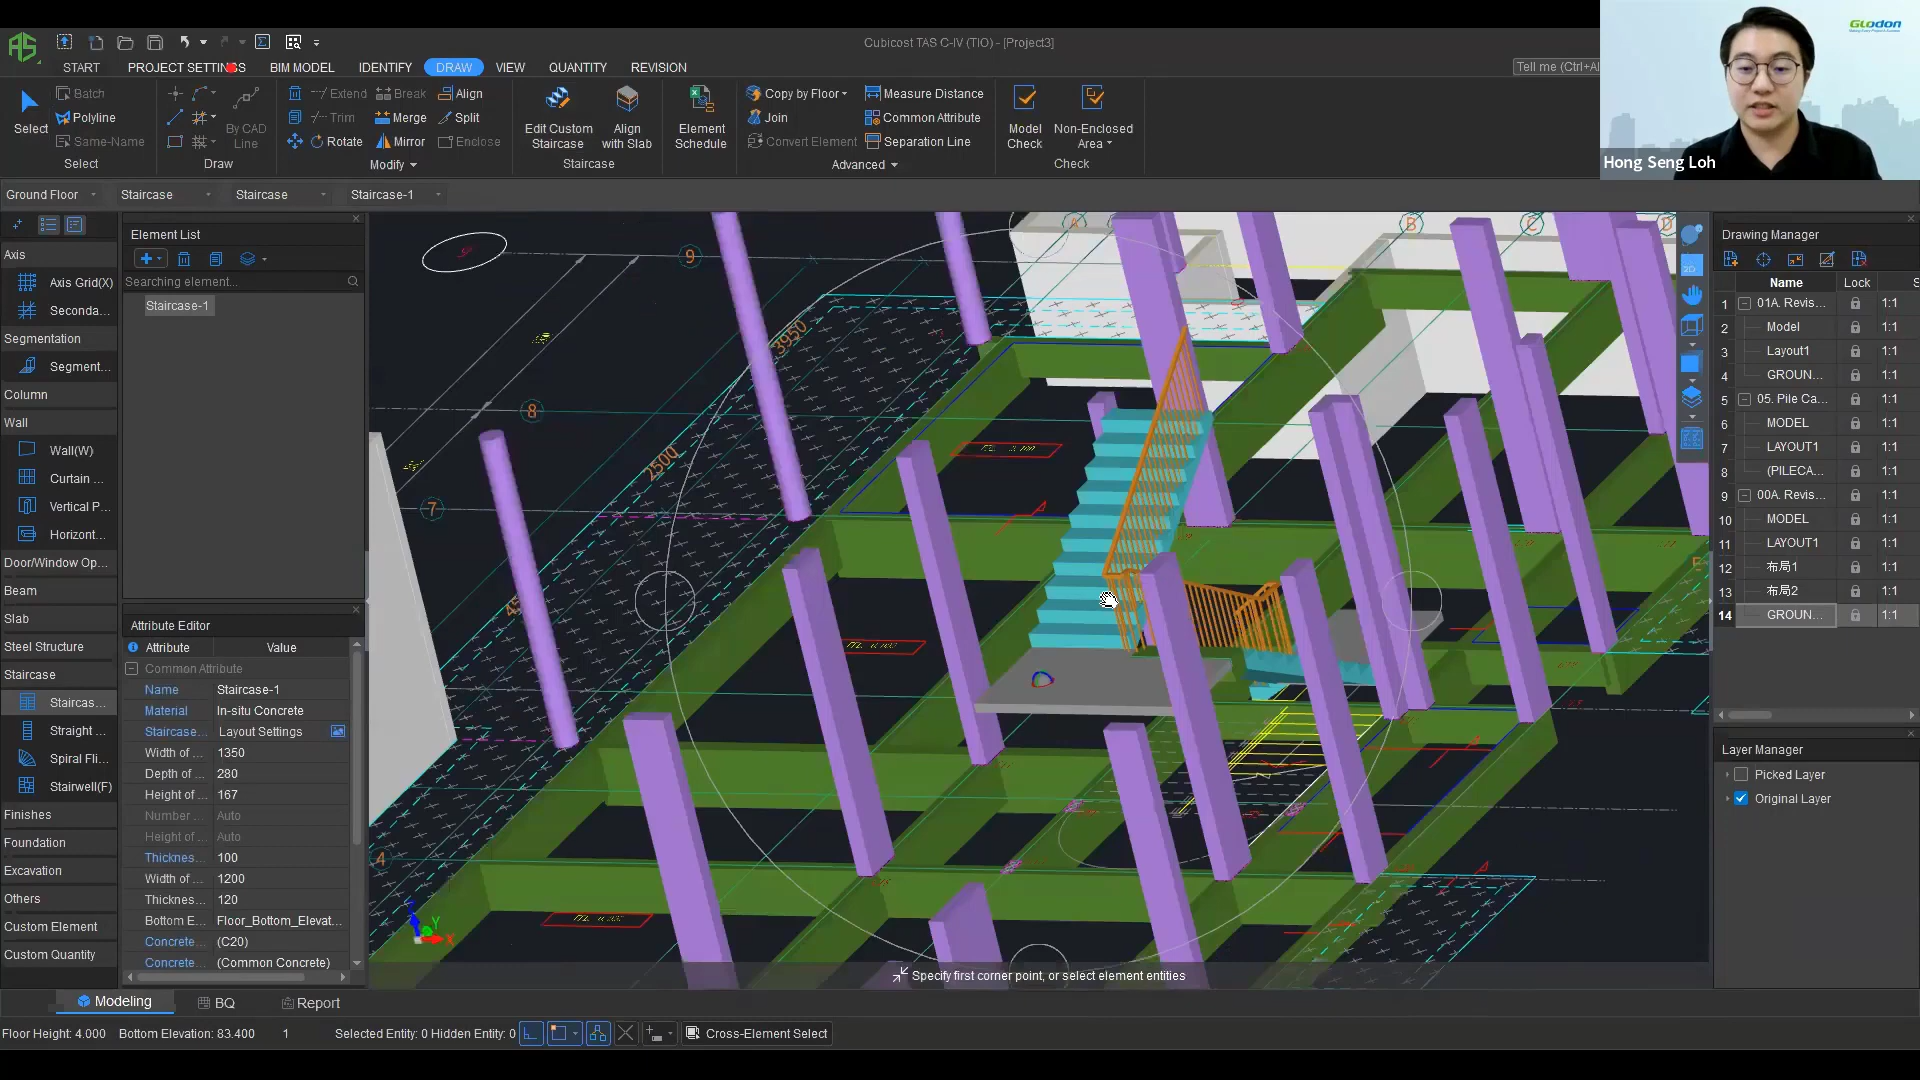 Cubicost TAS C-IV (TIO) - [Project3]
Glodon
Hong Seng Loh
START PROJECT SETTINGS BIM MODEL IDENTIFY DRAW VIEW QUANTITY REVISION
Tell me (Ctrl+Al
Batch
Polyline
Same-Name
Select
Select
By CAD
Line
Draw
Extend Break Align
Trim Merge Split
Rotate Mirror Enclose
Modify
Edit Custom
Staircase
Align
with Slab
Staircase
Element
Schedule
Copy by Floor Measure Distance
Join Common Attribute
Convert Element Separation Line
Advanced
Model
Check
Non-Enclosed
Area
Check
Ground Floor Staircase Staircase Staircase-1
Axis
Axis Grid(X)
Seconda...
Segmentation
Segment...
Column
Wall
Wall(W)
Curtain ...
Vertical P...
Horizont...
Door/Window Op...
Beam
Slab
Steel Structure
Staircase
Staircas...
Straight ...
Spiral Fli...
Stairwell(F)
Finishes
Foundation
Excavation
Others
Custom Element
Custom Quantity
Element List
Searching element...
Staircase-1
Attribute Editor
Attribute Value
Common Attribute
Name Staircase-1
Material In-situ Concrete
Staircase... Layout Settings
Width of ... 1350
Depth of ... 280
Height of ... 167
Number ... Auto
Height of ... Auto
Thicknes... 100
Width of ... 1200
Thickness... 120
Bottom E... Floor_Bottom_Elevat...
Concrete... (C20)
Concrete... (Common Concrete)
9
8
7
4
A
B
C
D
3950
2500
Z
Y
X
2D
Specify first corner point, or select element entities
Drawing Manager
Name Lock S
1 01A. Revis... 1:1
2 Model 1:1
3 Layout1 1:1
4 GROUN... 1:1
5 05. Pile Ca... 1:1
6 MODEL 1:1
7 LAYOUT1 1:1
8 (PILECA... 1:1
9 00A. Revis... 1:1
10 MODEL 1:1
11 LAYOUT1 1:1
12 布局1 1:1
13 布局2 1:1
14 GROUN... 1:1
Layer Manager
Picked Layer
Original Layer
Modeling BQ Report
Floor Height: 4.000 Bottom Elevation: 83.400 1 Selected Entity: 0 Hidden Entity: 0 Cross-Element Select